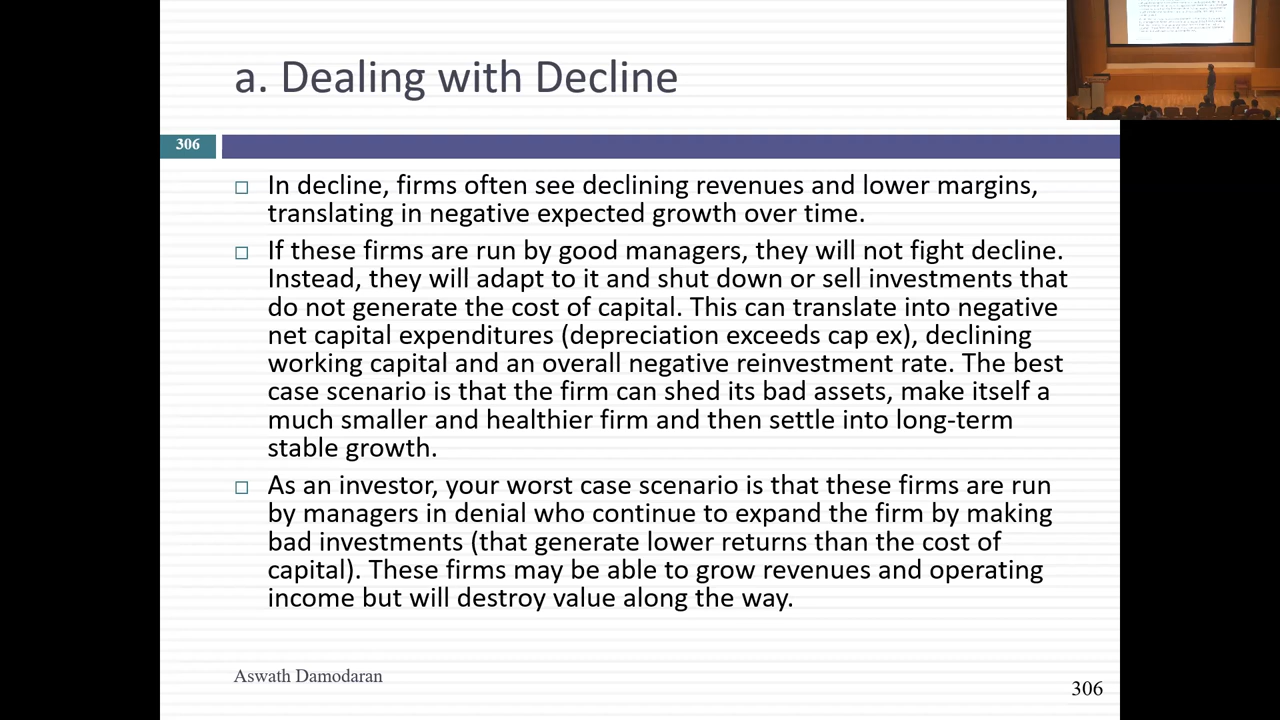 a. Dealing with Decline
306
□ In decline, firms often see declining revenues and lower margins,
translating in negative expected growth over time.
□ If these firms are run by good managers, they will not fight decline.
Instead, they will adapt to it and shut down or sell investments that
do not generate the cost of capital. This can translate into negative
net capital expenditures (depreciation exceeds cap ex), declining
working capital and an overall negative reinvestment rate. The best
case scenario is that the firm can shed its bad assets, make itself a
much smaller and healthier firm and then settle into long-term
stable growth.
□ As an investor, your worst case scenario is that these firms are run
by managers in denial who continue to expand the firm by making
bad investments (that generate lower returns than the cost of
capital). These firms may be able to grow revenues and operating
income but will destroy value along the way.
Aswath Damodaran
306